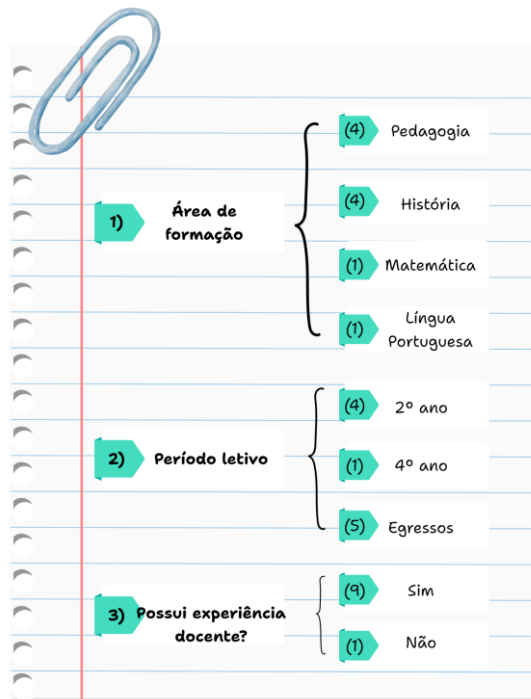 1) Área de
formação
(4) Pedagogia
(4) História
(1) Matemática
(1) Língua
Portuguesa
2) Período letivo
(4) 2º ano
(1) 4º ano
(5) Egressos
3) Possui experiência
docente?
(9) Sim
(1) Não